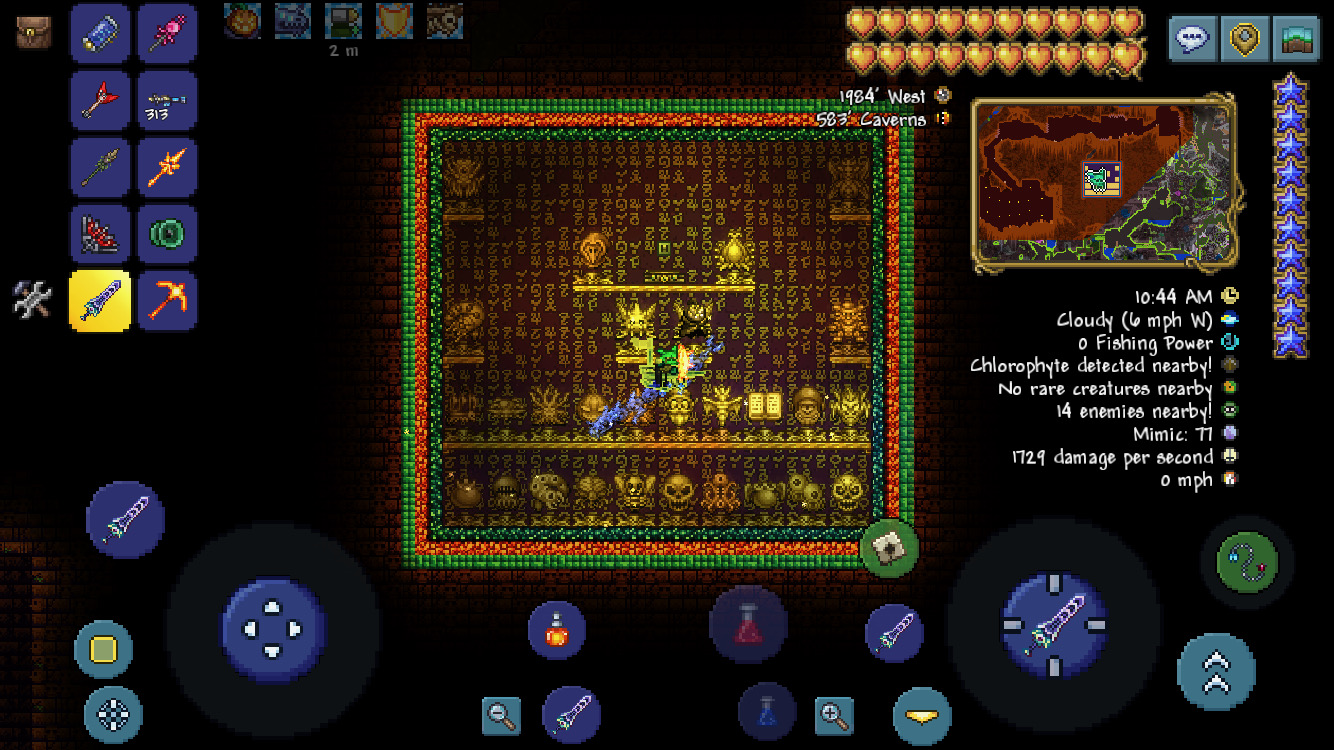 2 m
313
1984' West
583' Caverns
10:44 AM
Cloudy (6 mph W)
0 Fishing Power
Chlorophyte detected nearby!
No rare creatures nearby
14 enemies nearby!
Mimic: 77
1729 damage per second
0 mph